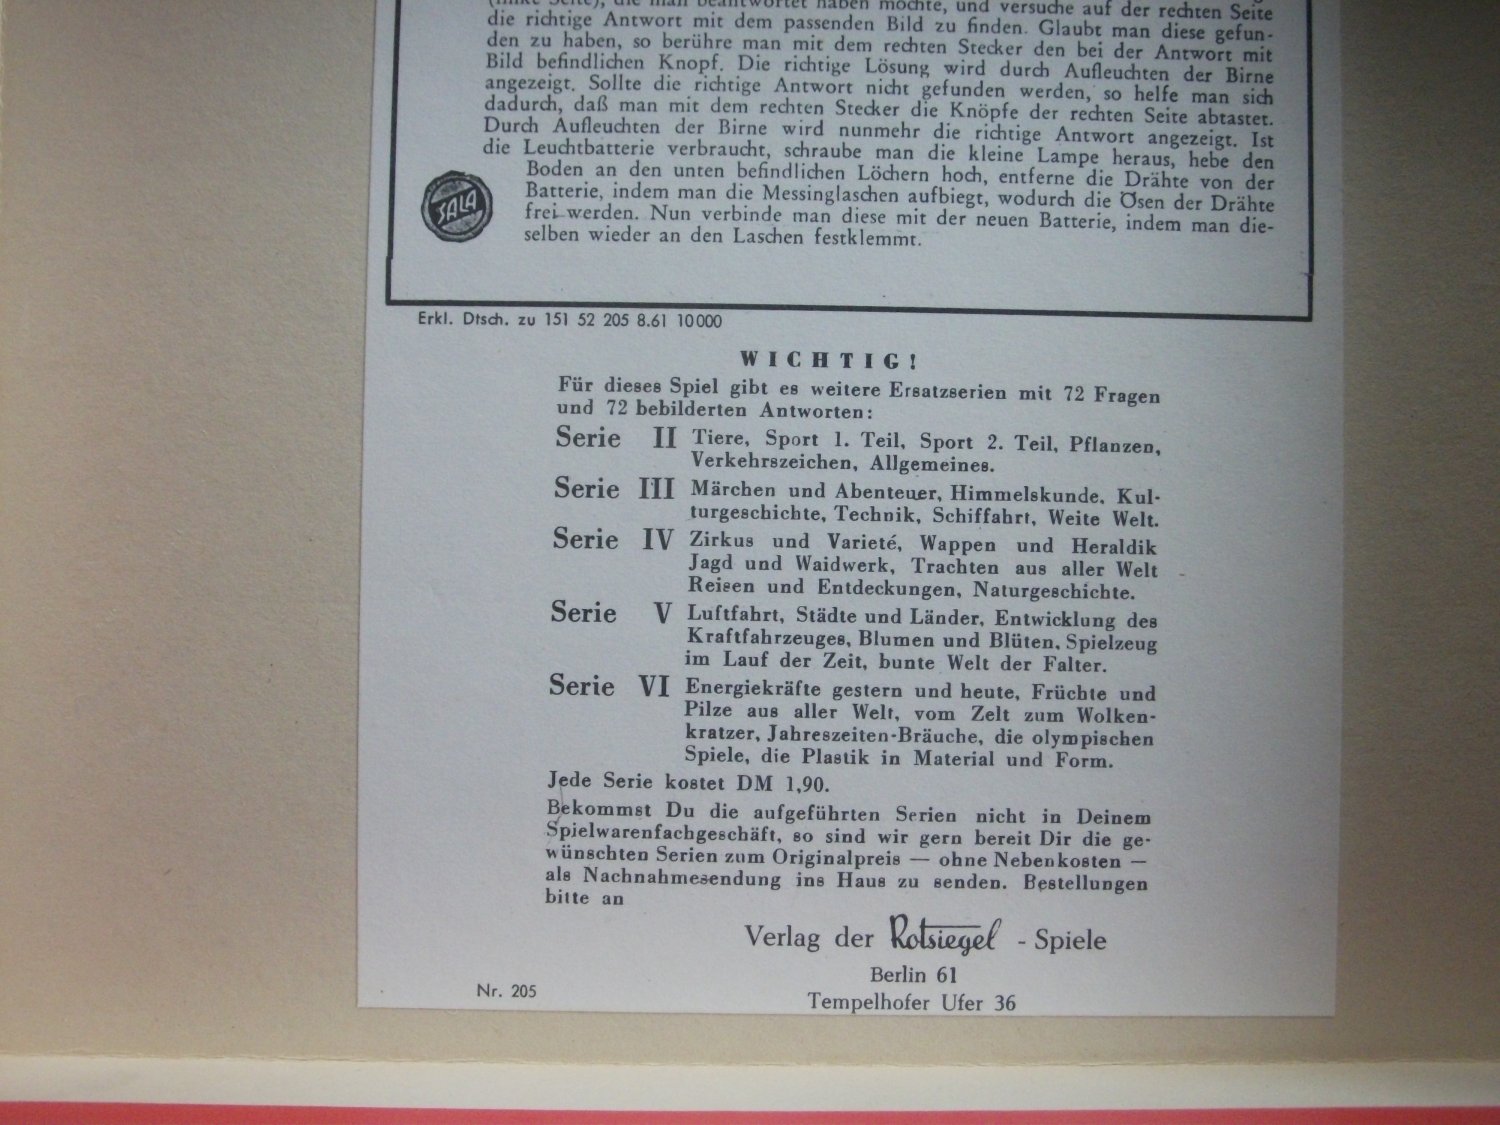 (linke Seite), die man beantwortet haben möchte, und versuche auf der rechten Seite
die richtige Antwort mit dem passenden Bild zu finden. Glaubt man diese gefun-
den zu haben, so berühre man mit dem rechten Stecker den bei der Antwort mit
Bild befindlichen Knopf. Die richtige Lösung wird durch Aufleuchten der Birne
angezeigt. Sollte die richtige Antwort nicht gefunden werden, so helfe man sich
dadurch, daß man mit dem rechten Stecker die Knöpfe der rechten Seite abtastet.
Durch Aufleuchten der Birne wird nunmehr die richtige Antwort angezeigt. Ist
die Leuchtbatterie verbraucht, schraube man die kleine Lampe heraus, hebe den
Boden an den unten befindlichen Löchern hoch, entferne die Drähte von der
Batterie, indem man die Messinglaschen aufbiegt, wodurch die Ösen der Drähte
frei werden. Nun verbinde man diese mit der neuen Batterie, indem man die-
selben wieder an den Laschen festklemmt.
SALA
Erkl. Dtsch. zu 151 52 205 8.61 10000
WICHTIG!
Für dieses Spiel gibt es weitere Ersatzserien mit 72 Fragen
und 72 bebilderten Antworten:
Serie II Tiere, Sport 1. Teil, Sport 2. Teil, Pflanzen,
Verkehrszeichen, Allgemeines.
Serie III Märchen und Abenteuer, Himmelskunde, Kul-
turgeschichte, Technik, Schiffahrt, Weite Welt.
Serie IV Zirkus und Varieté, Wappen und Heraldik
Jagd und Waidwerk, Trachten aus aller Welt
Reisen und Entdeckungen, Naturgeschichte.
Serie V Luftfahrt, Städte und Länder, Entwicklung des
Kraftfahrzeuges, Blumen und Blüten, Spielzeug
im Lauf der Zeit, bunte Welt der Falter.
Serie VI Energiekräfte gestern und heute, Früchte und
Pilze aus aller Welt, vom Zelt zum Wolken-
kratzer, Jahreszeiten-Bräuche, die olympischen
Spiele, die Plastik in Material und Form.
Jede Serie kostet DM 1,90.
Bekommst Du die aufgeführten Serien nicht in Deinem
Spielwarenfachgeschäft, so sind wir gern bereit Dir die ge-
wünschten Serien zum Originalpreis — ohne Nebenkosten —
als Nachnahmesendung ins Haus zu senden. Bestellungen
bitte an
Verlag der Rotsiegel - Spiele
Berlin 61
Tempelhofer Ufer 36
Nr. 205